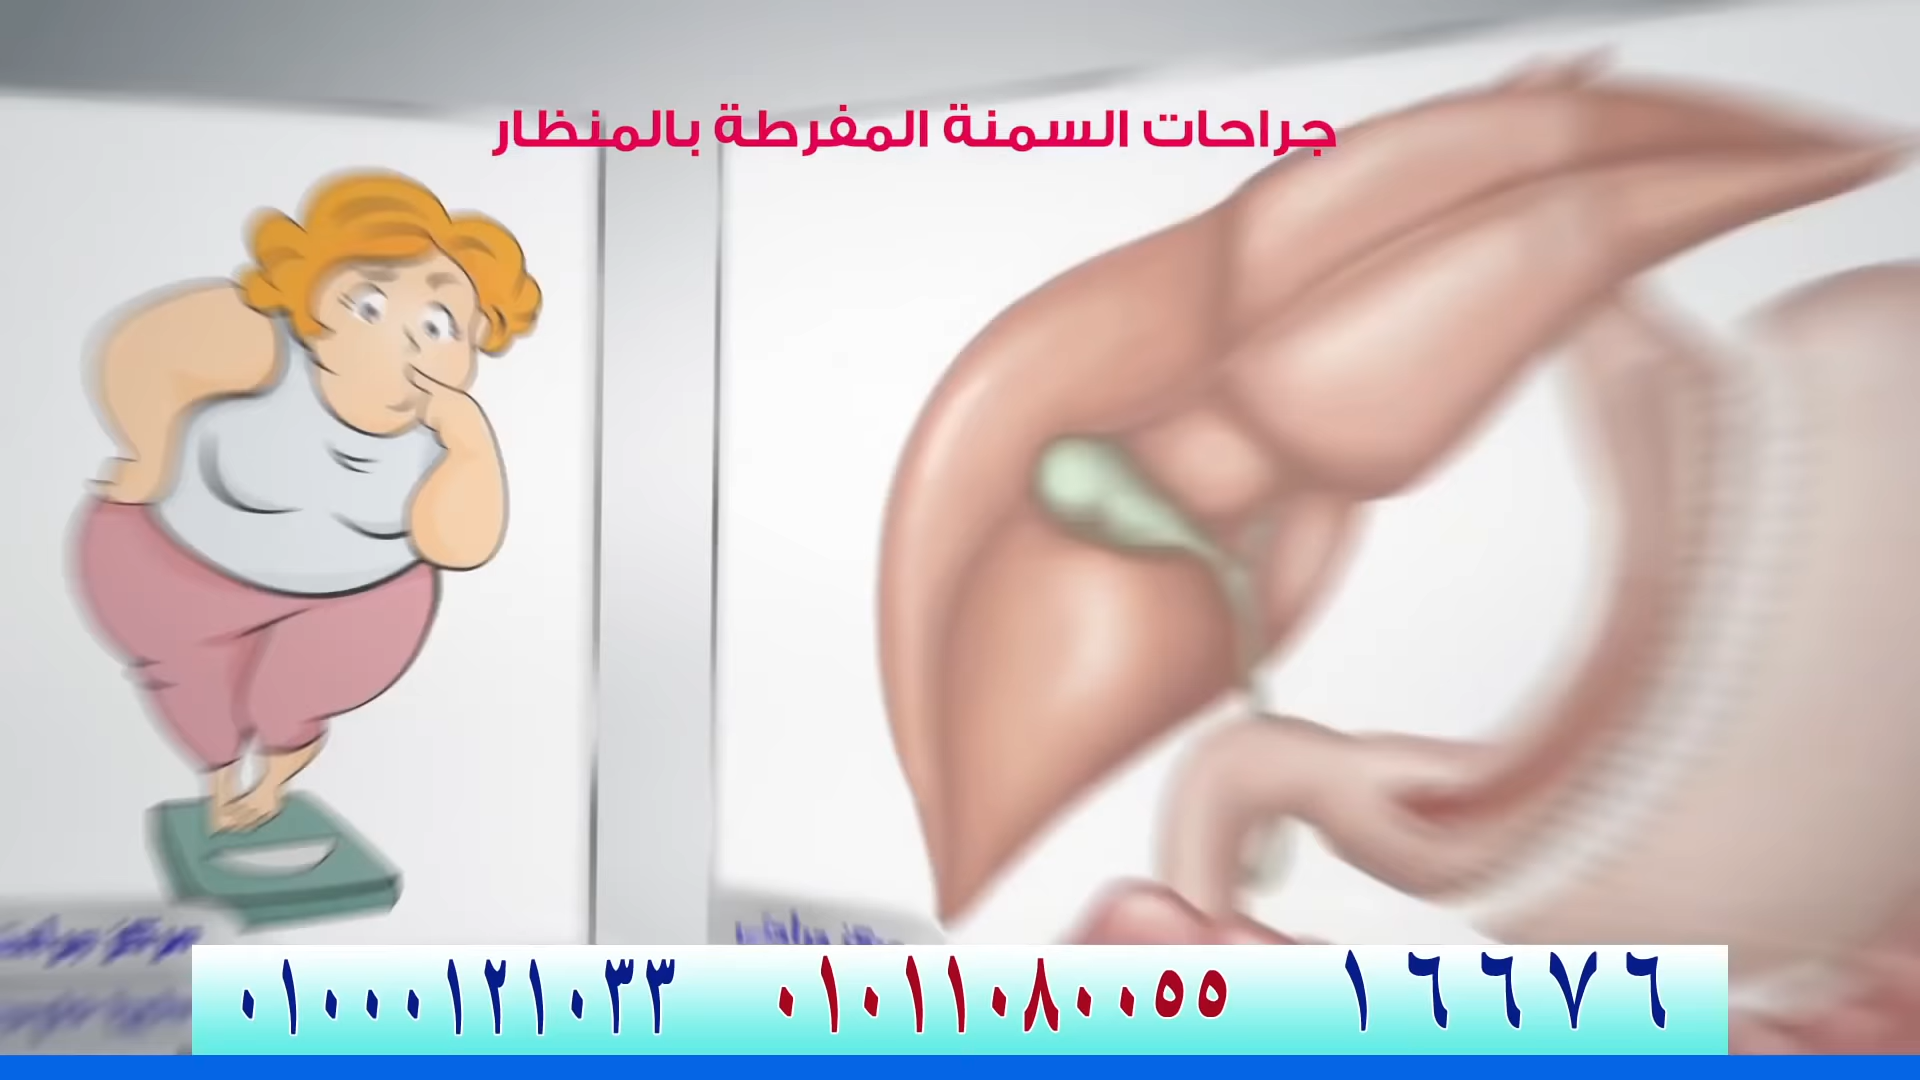 جراحات السمنة المفرطة بالمنظار
٠١٠٠٠١٢١٠٣٣ ٠١٠١١٠٨٠٠٥٥ ١٦٦٧٦